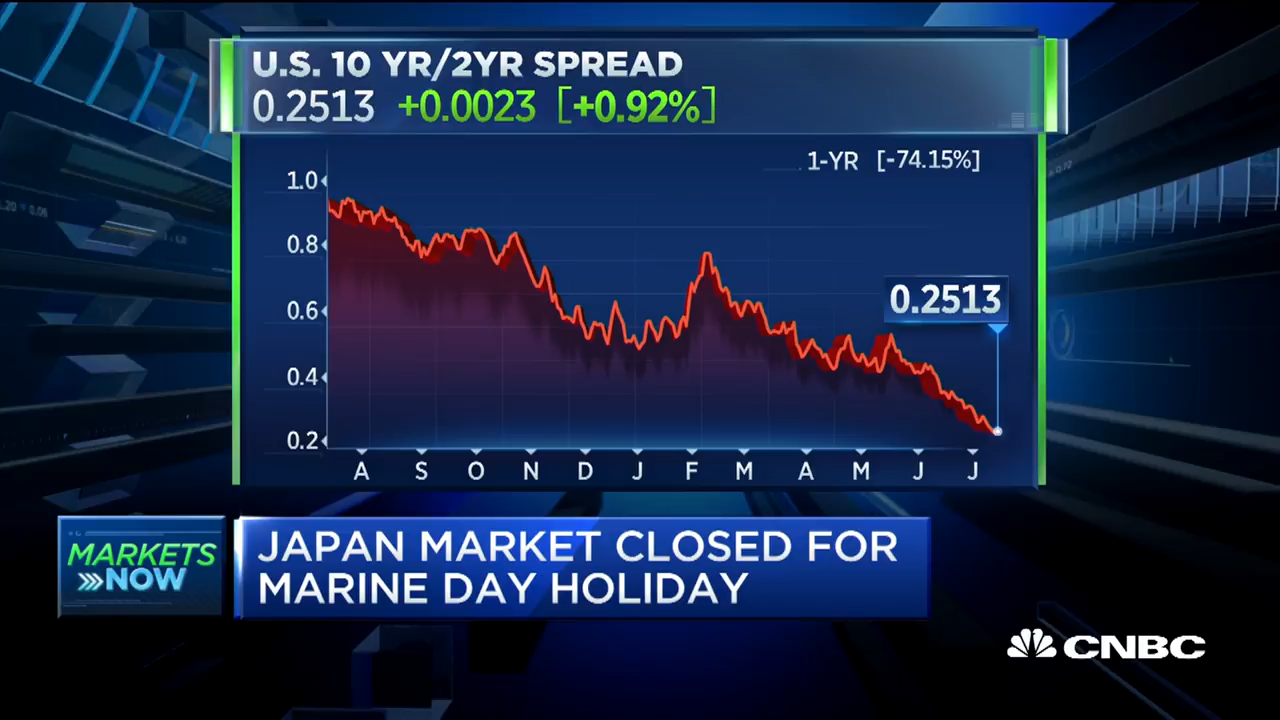 U.S. 10 YR/2YR SPREAD
0.2513 +0.0023 [+0.92%]
1-YR [-74.15%]
1.0
0.8
0.6
0.4
0.2
0.2513
A S O N D J F M A M J J
MARKETS
NOW
JAPAN MARKET CLOSED FOR
MARINE DAY HOLIDAY
CNBC